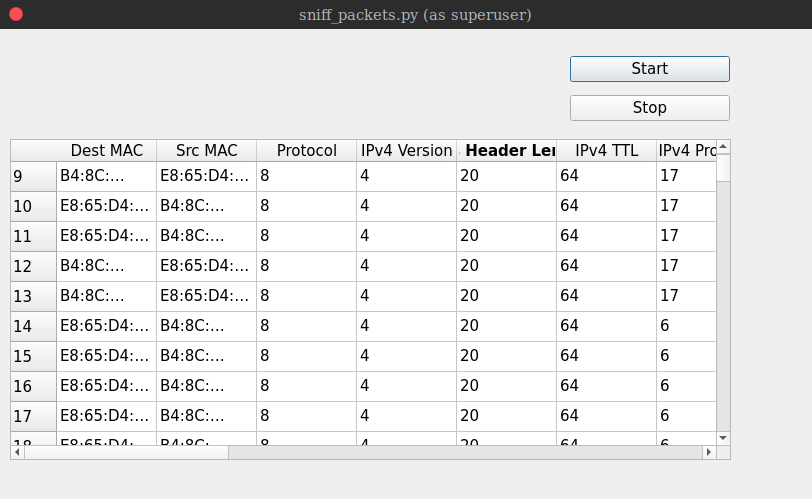 sniff_packets.py (as superuser)
Start
Stop
Dest MAC Src MAC Protocol IPv4 Version Header Ler IPv4 TTL IPv4 Pro
9 B4:8C:... E8:65:D4:... 8 4 20 64 17
10 E8:65:D4:... B4:8C:... 8 4 20 64 17
11 E8:65:D4:... B4:8C:... 8 4 20 64 17
12 B4:8C:... E8:65:D4:... 8 4 20 64 17
13 B4:8C:... E8:65:D4:... 8 4 20 64 17
14 E8:65:D4:... B4:8C:... 8 4 20 64 6
15 E8:65:D4:... B4:8C:... 8 4 20 64 6
16 E8:65:D4:... B4:8C:... 8 4 20 64 6
17 E8:65:D4:... B4:8C:... 8 4 20 64 6
18 E8:65:D4:... B4:8C:... 8 4 20 64 6